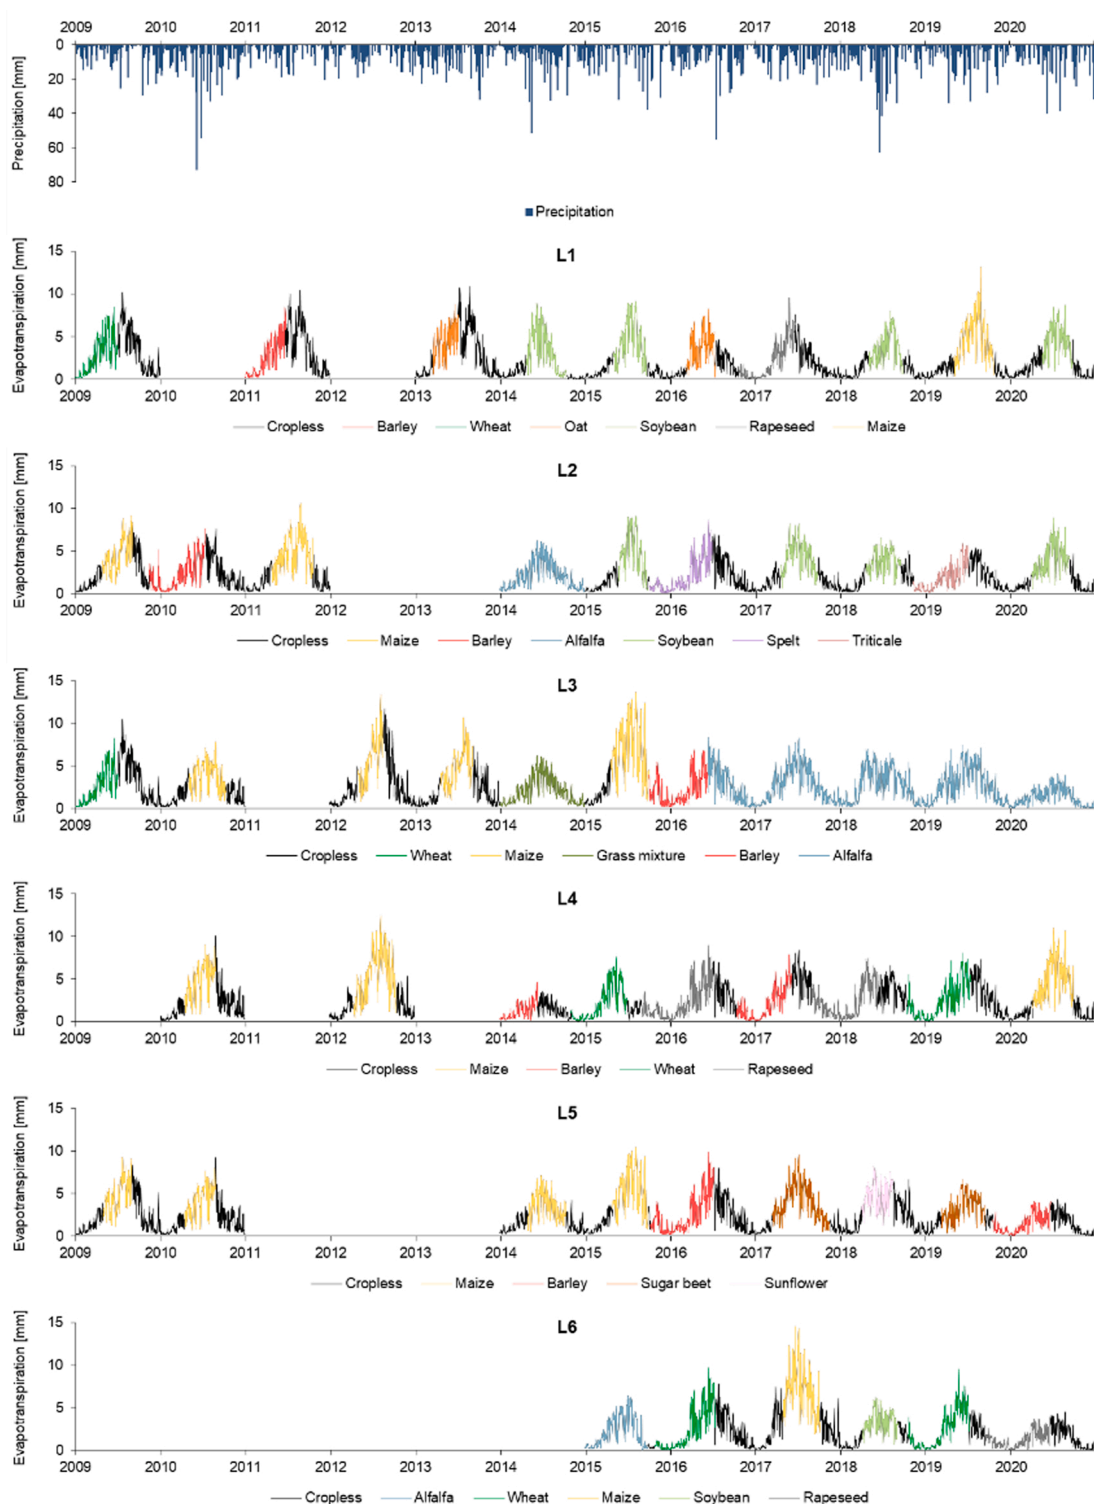 2009 2010 2011 2012 2013 2014 2015 2016 2017 2018 2019 2020
Precipitation [mm]
0
20
40
60
80
Precipitation
L1
Evapotranspiration [mm]
15
10
5
0
2009 2010 2011 2012 2013 2014 2015 2016 2017 2018 2019 2020
Cropless Barley Wheat Oat Soybean Rapeseed Maize
L2
Evapotranspiration [mm]
15
10
5
0
2009 2010 2011 2012 2013 2014 2015 2016 2017 2018 2019 2020
Cropless Maize Barley Alfalfa Soybean Spelt Triticale
L3
Evapotranspiration [mm]
15
10
5
0
2009 2010 2011 2012 2013 2014 2015 2016 2017 2018 2019 2020
Cropless Wheat Maize Grass mixture Barley Alfalfa
L4
Evapotranspiration [mm]
15
10
5
0
2009 2010 2011 2012 2013 2014 2015 2016 2017 2018 2019 2020
Cropless Maize Barley Wheat Rapeseed
L5
Evapotranspiration [mm]
15
10
5
0
2009 2010 2011 2012 2013 2014 2015 2016 2017 2018 2019 2020
Cropless Maize Barley Sugar beet Sunflower
L6
Evapotranspiration [mm]
15
10
5
0
2009 2010 2011 2012 2013 2014 2015 2016 2017 2018 2019 2020
Cropless Alfalfa Wheat Maize Soybean Rapeseed